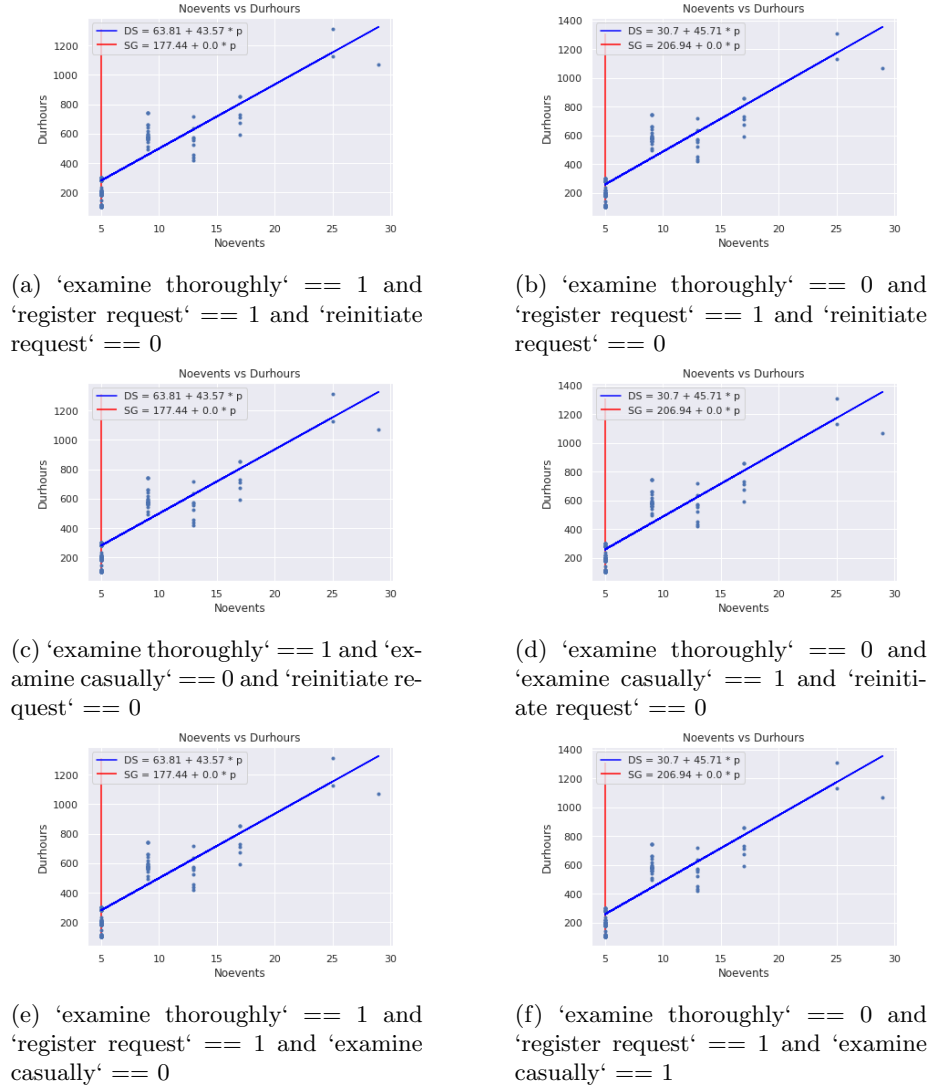 Noevents vs Durhours
DS = 63.81 + 43.57 * p
SG = 177.44 + 0.0 * p
1200
1000
800
600
400
200
Durhours
5 10 15 20 25 30
Noevents
Noevents vs Durhours
DS = 30.7 + 45.71 * p
SG = 206.94 + 0.0 * p
1400
1200
1000
800
600
400
200
Durhours
5 10 15 20 25 30
Noevents
(a) ‘examine thoroughly‘ == 1 and
‘register request‘ == 1 and ‘reinitiate
request‘ == 0
(b) ‘examine thoroughly‘ == 0 and
‘register request‘ == 1 and ‘reinitiate
request‘ == 0
Noevents vs Durhours
DS = 63.81 + 43.57 * p
SG = 177.44 + 0.0 * p
1200
1000
800
600
400
200
Durhours
5 10 15 20 25 30
Noevents
Noevents vs Durhours
DS = 30.7 + 45.71 * p
SG = 206.94 + 0.0 * p
1400
1200
1000
800
600
400
200
Durhours
5 10 15 20 25 30
Noevents
(c) ‘examine thoroughly‘ == 1 and ‘ex-
amine casually‘ == 0 and ‘reinitiate re-
quest‘ == 0
(d) ‘examine thoroughly‘ == 0 and
‘examine casually‘ == 1 and ‘reiniti-
ate request‘ == 0
Noevents vs Durhours
DS = 63.81 + 43.57 * p
SG = 177.44 + 0.0 * p
1200
1000
800
600
400
200
Durhours
5 10 15 20 25 30
Noevents
Noevents vs Durhours
DS = 30.7 + 45.71 * p
SG = 206.94 + 0.0 * p
1400
1200
1000
800
600
400
200
Durhours
5 10 15 20 25 30
Noevents
(e) ‘examine thoroughly‘ == 1 and
‘register request‘ == 1 and ‘examine
casually‘ == 0
(f) ‘examine thoroughly‘ == 0 and
‘register request‘ == 1 and ‘examine
casually‘ == 1